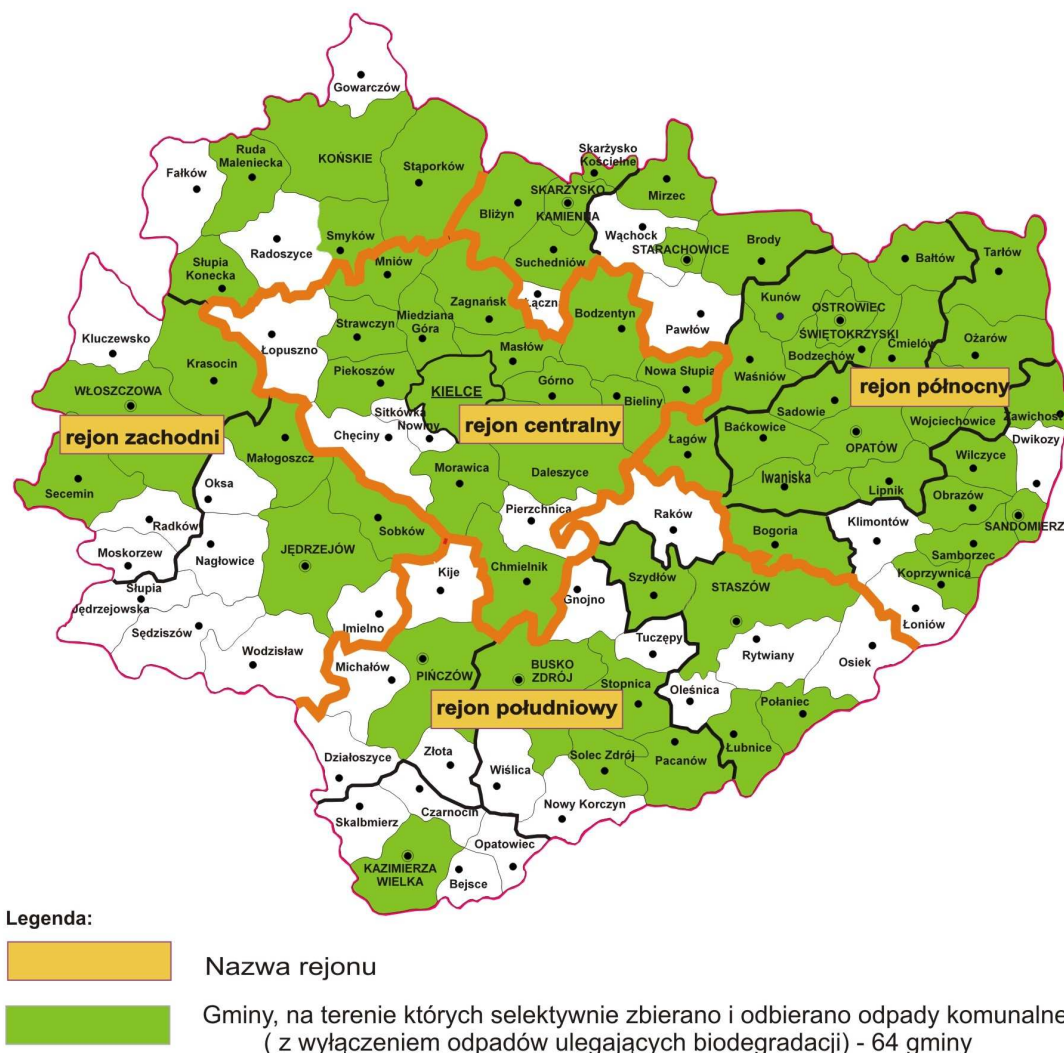 Gowarczów
Ruda
Maleniecka
KOŃSKIE
Stąporków
Fałków
Skarżysko
Kościelne
SKARŻYSKO
KAMIENNA
Bliżyn
Mirzec
Wąchock
STARACHOWICE
Brody
Radoszyce
Smyków
Słupia
Konecka
Mniów
Suchedniów
Bałtów
Tarłów
Łączn
Zagnańsk
Bodzentyn
Kunów
OSTROWIEC
ŚWIĘTOKRZYSKI
Kluczewsko
Łopuszno
Strawczyn
Miedziana
Góra
Masłów
Pawłów
Bodzechów
Ćmielów
Ożarów
Krasocin
Piekoszów
KIELCE
Górno
Nowa Słupia
Waśniów
WŁOSZCZOWA
Bieliny
rejon północny
Sadowie
Wojciechowice
Zawichost
rejon zachodni
Sitkówka
Nowiny
Chęciny
rejon centralny
Łagów
Baćkowice
OPATÓW
Dwikozy
Małogoszcz
Morawica
Daleszyce
Wilczyce
Secemin
Oksa
Iwaniska
Lipnik
Obrazów
Radków
Sobków
Pierzchnica
Raków
Bogoria
Klimontów
SANDOMIERZ
Moskorzew
Nagłowice
JĘDRZEJÓW
Samborzec
Kije
Chmielnik
Szydłów
STASZÓW
Koprzywnica
Słupia
Jędrzejowska
Gnojno
Sędziszów
Imielno
Tuczępy
Łoniów
Wodzisław
Michałów
PIŃCZÓW
BUSKO
ZDRÓJ
Rytwiany
Osiek
Stopnica
Oleśnica
Połaniec
rejon południowy
Działoszyce
Złota
Wiślica
Solec Zdrój
Pacanów
Łubnice
Skalbmierz
Czarnocin
Nowy Korczyn
Opatowiec
KAZIMIERZA
WIELKA
Bejsce
Legenda:
Nazwa rejonu
Gminy, na terenie których selektywnie zbierano i odbierano odpady komunalne
( z wyłączeniem odpadów ulegających biodegradacji) - 64 gminy